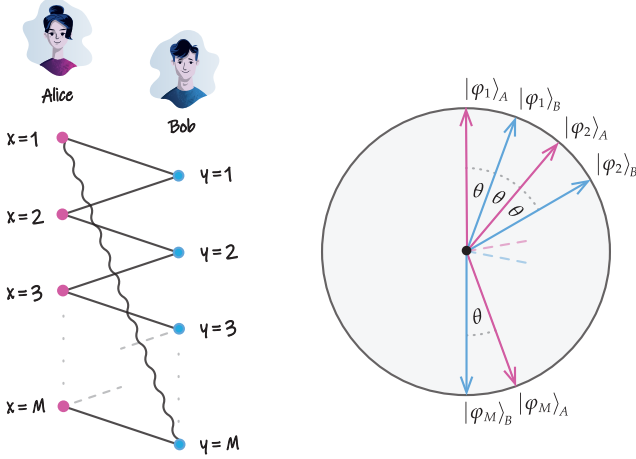 Alice
Bob
x=1
y=1
x=2
y=2
x=3
y=3
x=M
y=M
|φ₁⟩_A
|φ₁⟩_B
|φ₂⟩_A
|φ₂⟩_B
θ
θ
θ
θ
|φ_M⟩_B
|φ_M⟩_A